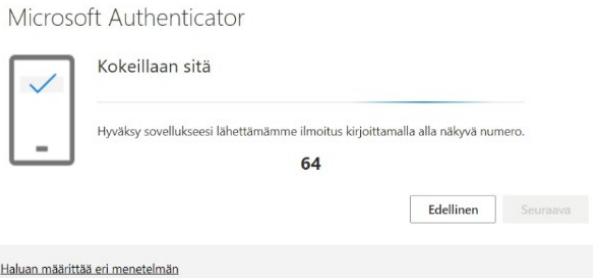 Microsoft Authenticator
Kokeillaan sitä
Hyväksy sovellukseesi lähettämämme ilmoitus kirjoittamalla alla näkyvä numero.
64
Edellinen Seuraava
Haluan määrittää eri menetelmän